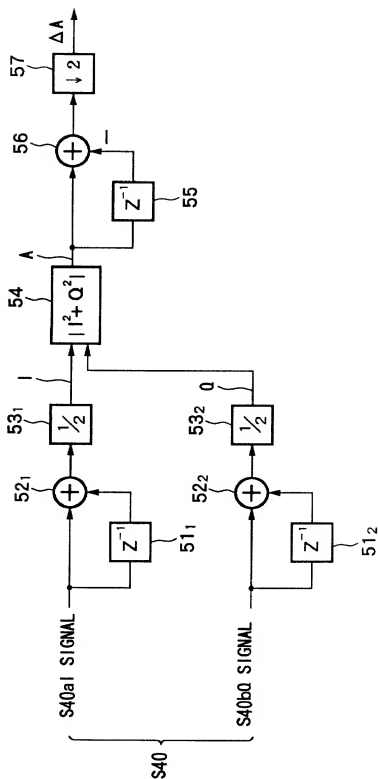 S40
S40aI SIGNAL
S40bQ SIGNAL
51₁
Z⁻¹
52₁
+
53₁
1/2
I
51₂
Z⁻¹
52₂
+
53₂
1/2
Q
54
| I² + Q² |
A
55
Z⁻¹
56
+
−
57
↓ 2
ΔA